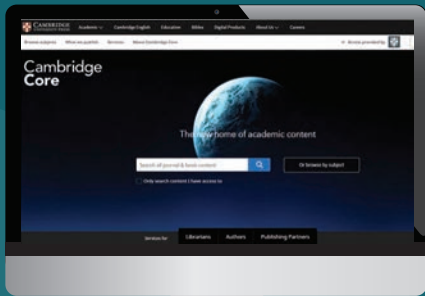 CAMBRIDGE UNIVERSITY PRESS Academic Cambridge English Education Bibles Digital Products About Us Careers
Browse subjects What we publish Services About Cambridge Core Access provided by
Cambridge
Core
The new home of academic content
Search all journal & book content
Or browse by subject
Only search content I have access to
Services for Librarians Authors Publishing Partners